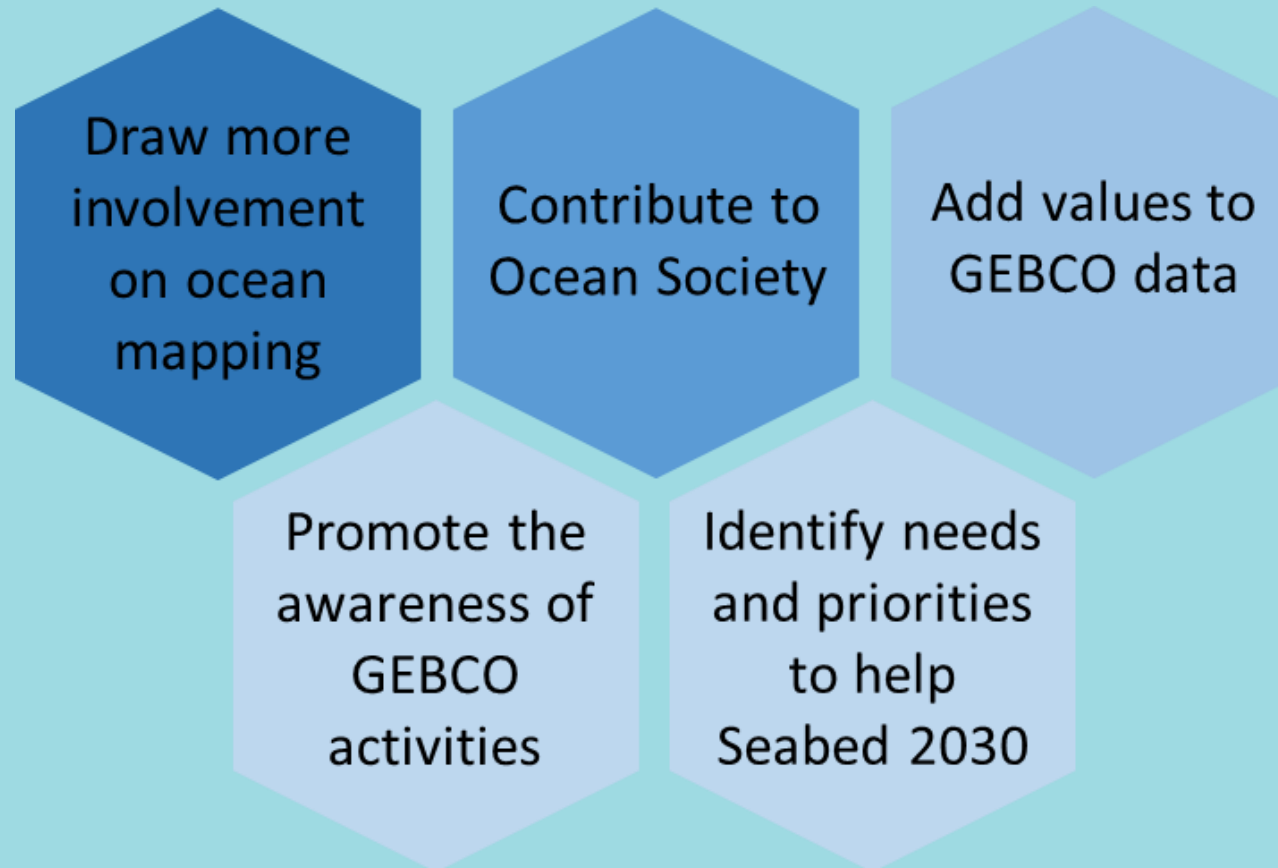 Draw more
involvement
on ocean
mapping
Contribute to
Ocean Society
Add values to
GEBCO data
Promote the
awareness of
GEBCO
activities
Identify needs
and priorities
to help
Seabed 2030